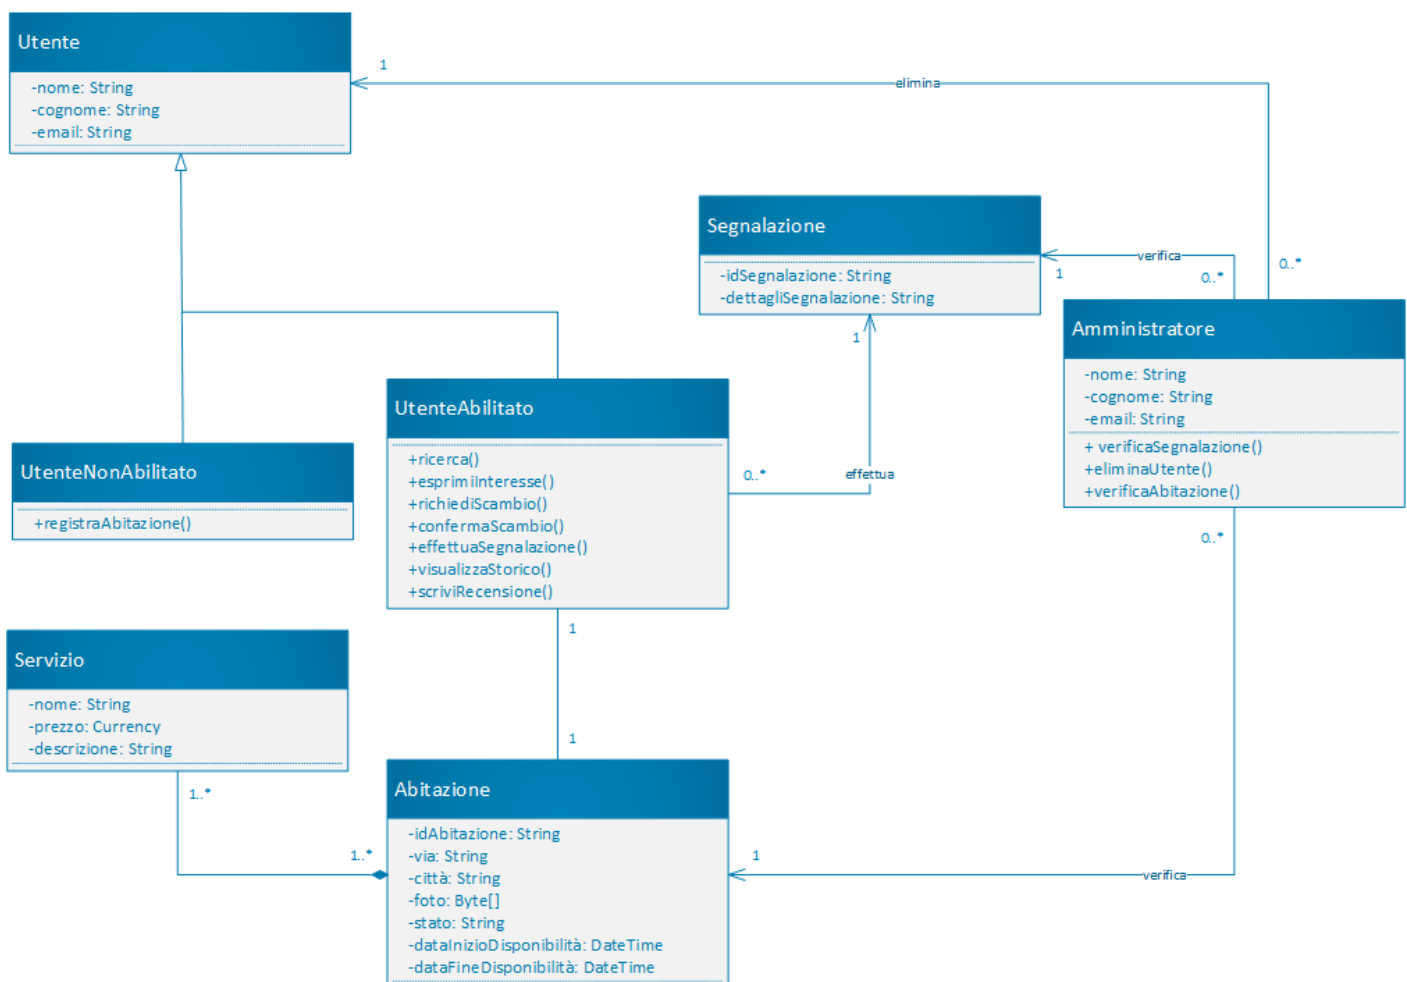 Utente
-nome: String
-cognome: String
-email: String
1
elimina
0..*
Segnalazione
-idSegnalazione: String
-dettagliSegnalazione: String
1
verifica
0..*
1
Amministratore
-nome: String
-cognome: String
-email: String
+ verificaSegnalazione()
+eliminaUtente()
+verificaAbitazione()
0..*
UtenteAbilitato
+ricerca()
+esprimiInteresse()
+richiediScambio()
+confermaScambio()
+effettuaSegnalazione()
+visualizzaStorico()
+scriviRecensione()
0..*
effettua
UtenteNonAbilitato
+registraAbitazione()
1
1
Servizio
-nome: String
-prezzo: Currency
-descrizione: String
1..*
1..*
Abitazione
-idAbitazione: String
-via: String
-città: String
-foto: Byte[]
-stato: String
-dataInizioDisponibilità: DateTime
-dataFineDisponibilità: DateTime
1
verifica